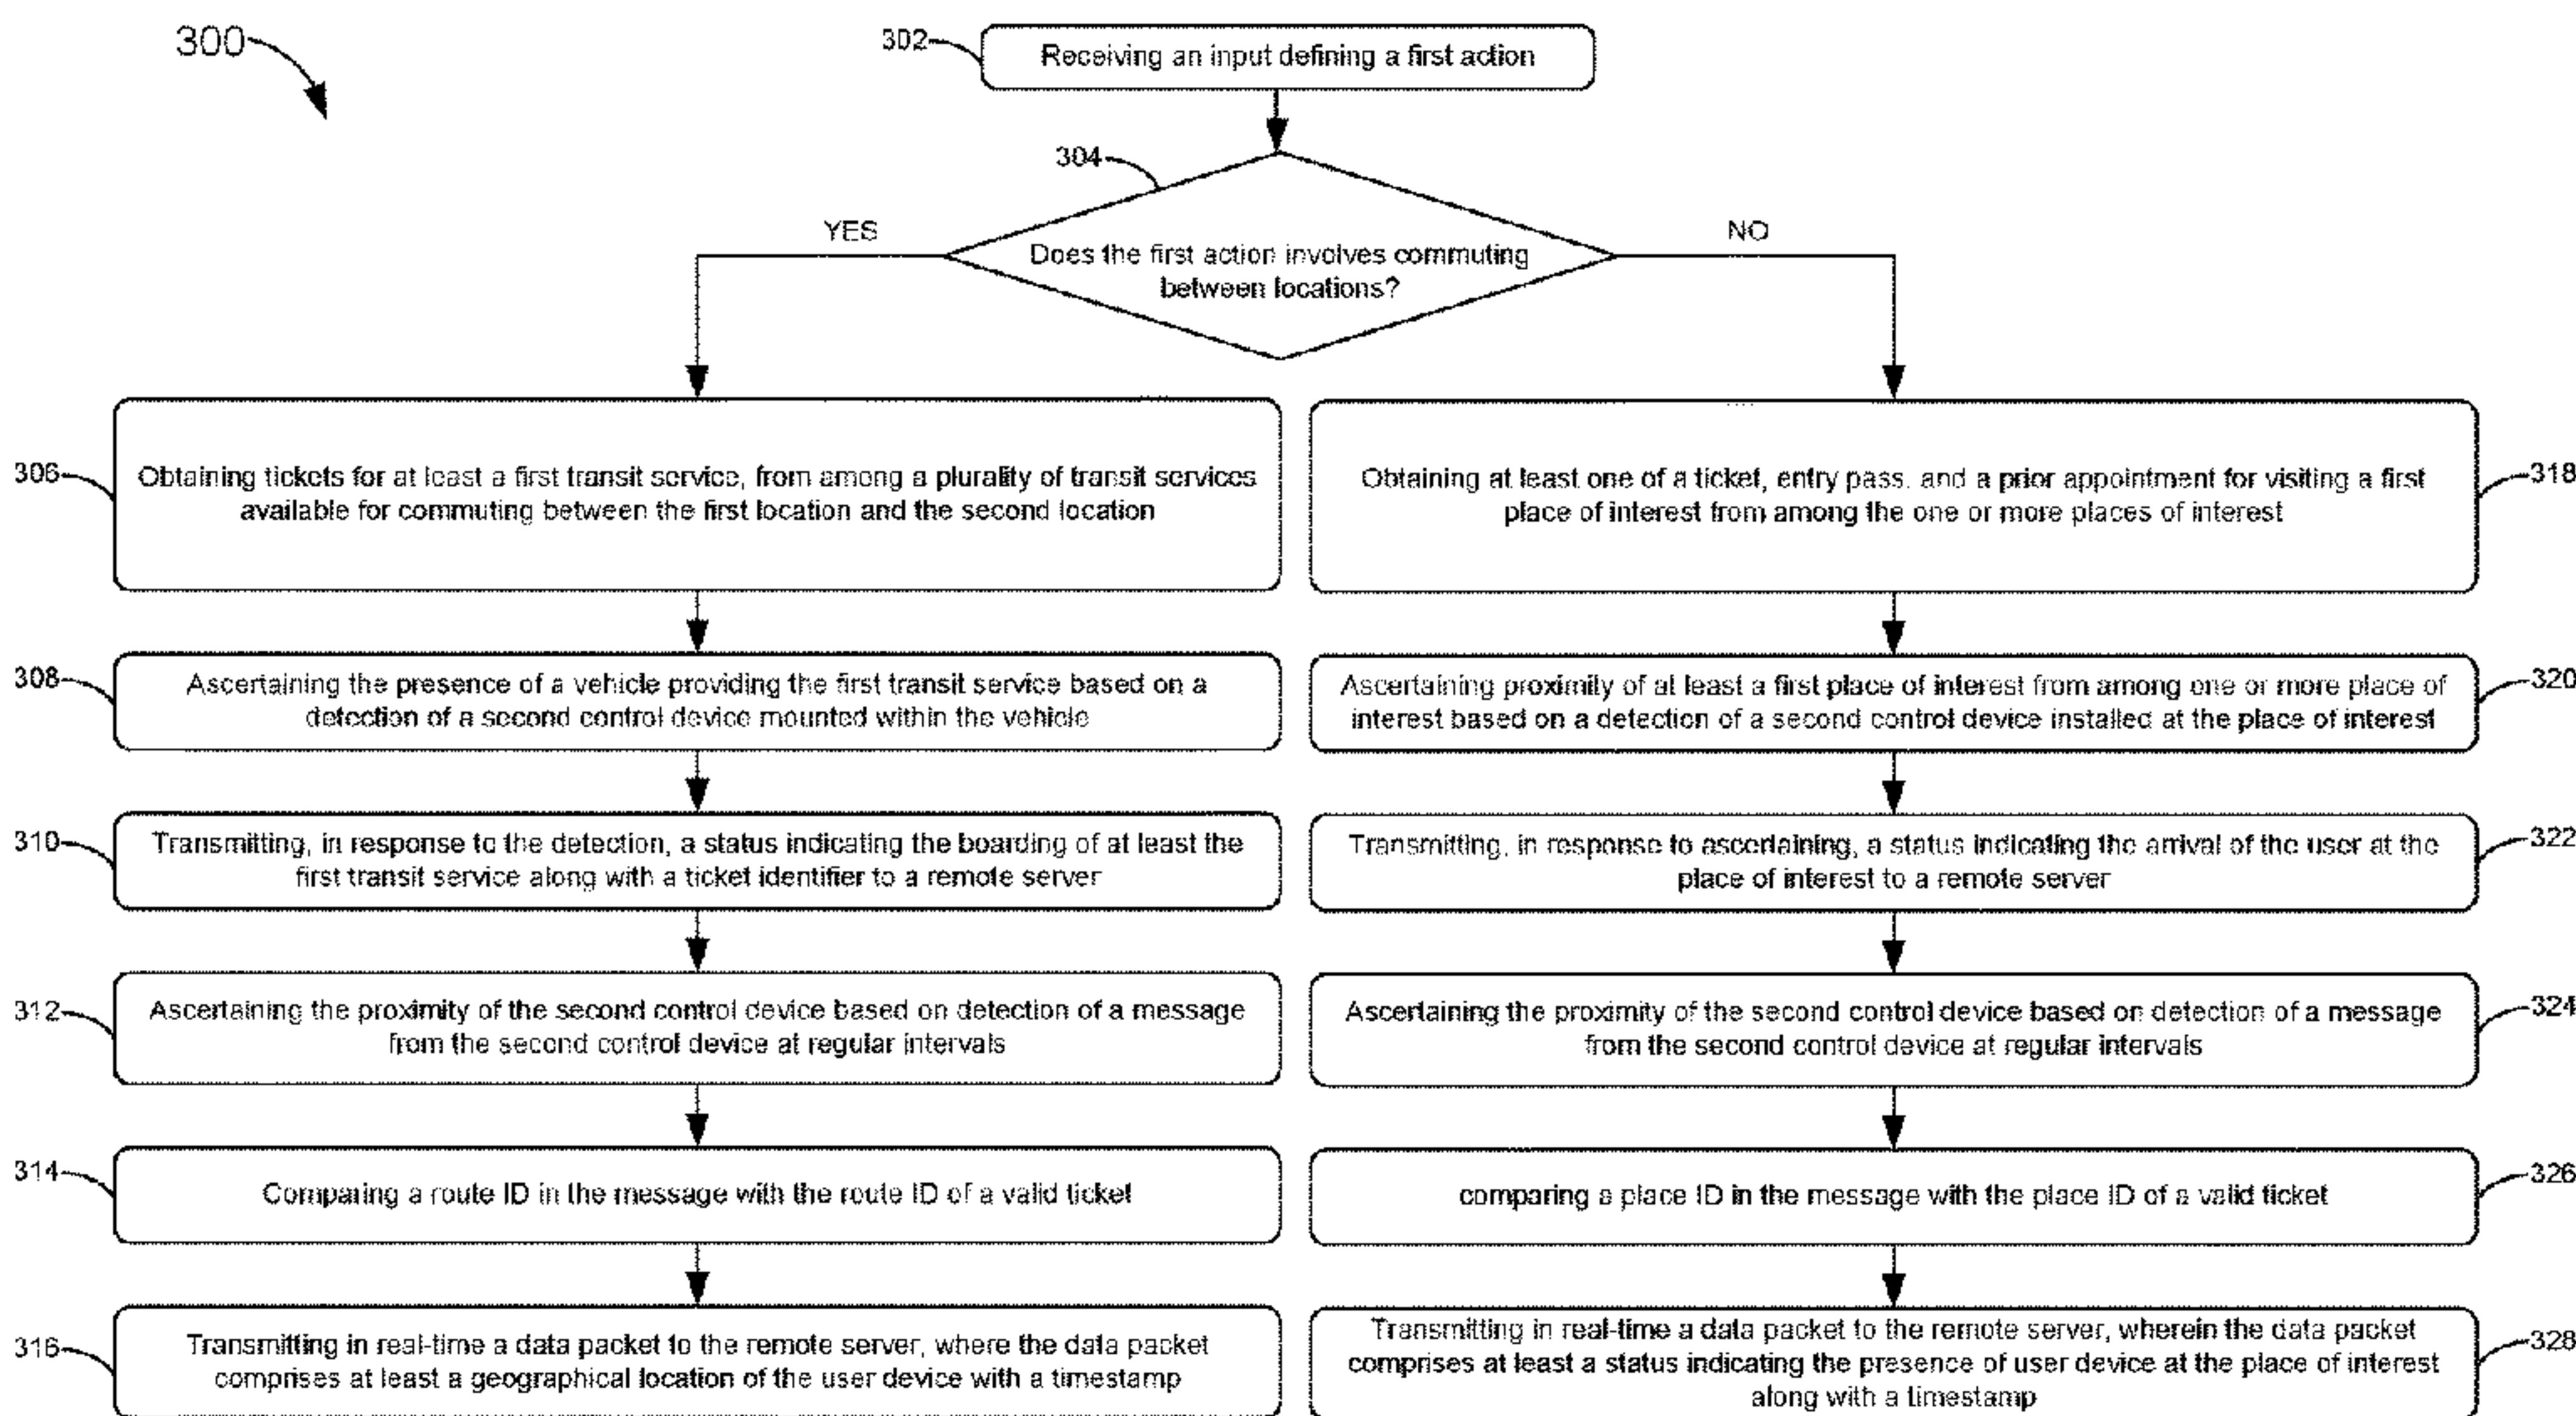 300
302
Receiving an input defining a first action
304
YES
NO
Does the first action involves commuting
between locations?
306
Obtaining tickets for at least a first transit service, from among a plurality of transit services
available for commuting between the first location and the second location
Obtaining at least one of a ticket, entry pass, and a prior appointment for visiting a first
place of interest from among the one or more places of interest
318
308
Ascertaining the presence of a vehicle providing the first transit service based on a
detection of a second control device mounted within the vehicle
Ascertaining proximity of at least a first place of interest from among one or more place of
interest based on a detection of a second control device installed at the place of interest
320
310
Transmitting, in response to the detection, a status indicating the boarding of at least the
first transit service along with a ticket identifier to a remote server
Transmitting, in response to ascertaining, a status indicating the arrival of the user at the
place of interest to a remote server
322
312
Ascertaining the proximity of the second control device based on detection of a message
from the second control device at regular intervals
Ascertaining the proximity of the second control device based on detection of a message
from the second control device at regular intervals
324
314
Comparing a route ID in the message with the route ID of a valid ticket
comparing a place ID in the message with the place ID of a valid ticket
326
316
Transmitting in real-time a data packet to the remote server, where the data packet
comprises at least a geographical location of the user device with a timestamp
Transmitting in real-time a data packet to the remote server, wherein the data packet
comprises at least a status indicating the presence of user device at the place of interest
along with a timestamp
328